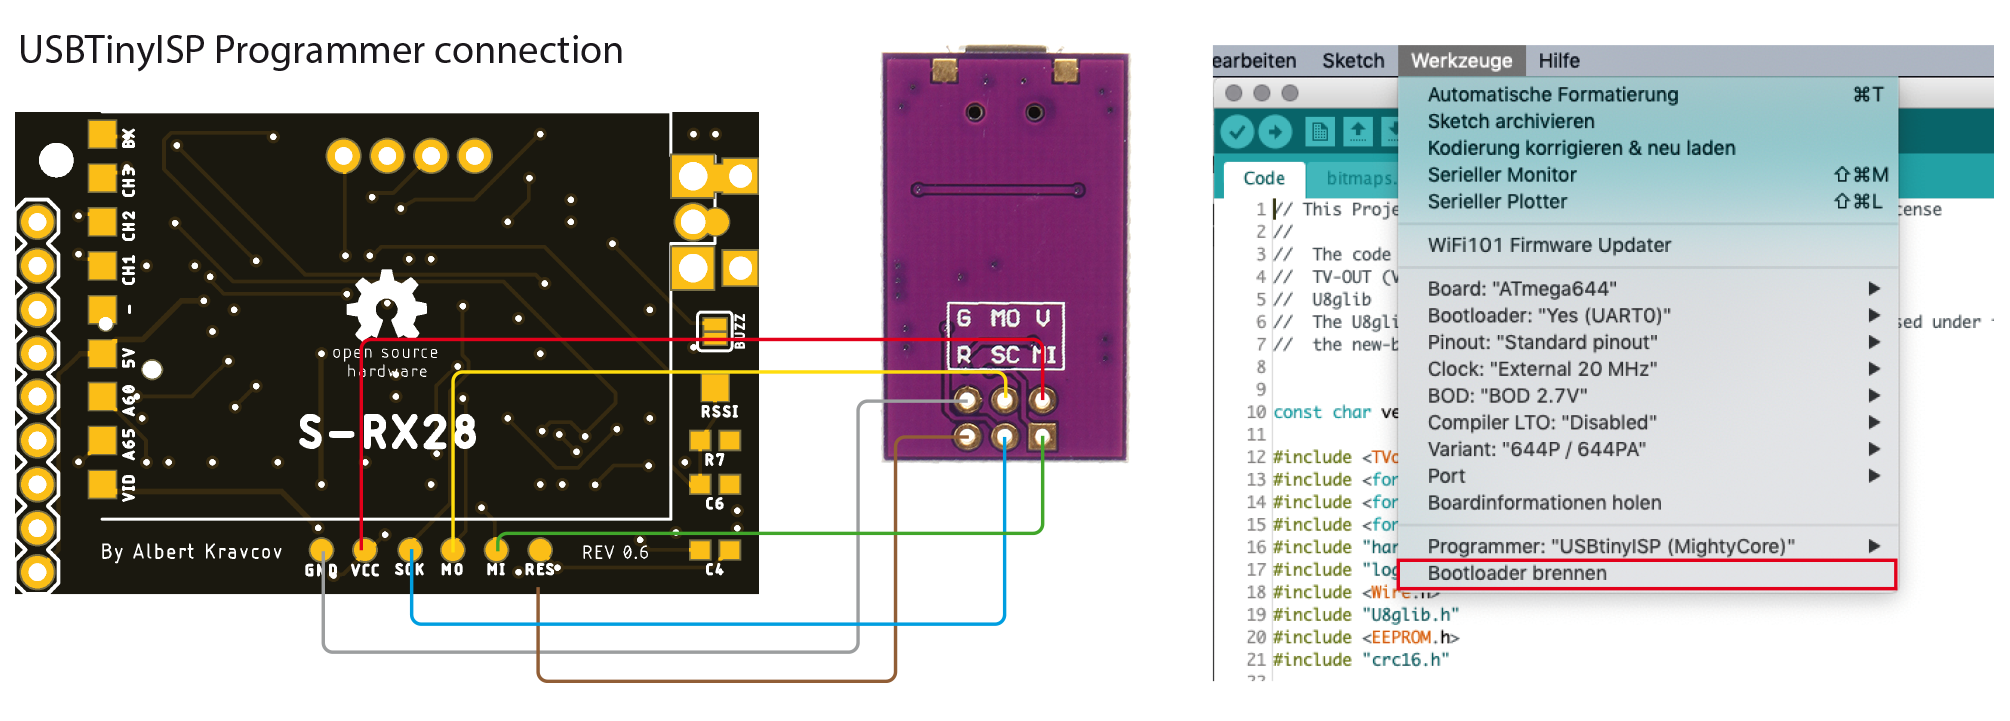 USBTinyISP Programmer connection
BX
CH3
CH2
CH1
-
5V
A60
A65
VID
open source
hardware
S-RX28
BUZZ
RSSI
R7
C6
C4
By Albert Kravcov
REV 0.6
GND VCC SCK MO MI RES
G MO V
R SC MI
earbeiten Sketch Werkzeuge Hilfe
Automatische Formatierung ⌘T
Sketch archivieren
Kodierung korrigieren & neu laden
Serieller Monitor ⇧⌘M
Serieller Plotter ⇧⌘L
WiFi101 Firmware Updater
Board: "ATmega644"
Bootloader: "Yes (UART0)"
Pinout: "Standard pinout"
Clock: "External 20 MHz"
BOD: "BOD 2.7V"
Compiler LTO: "Disabled"
Variant: "644P / 644PA"
Port
Boardinformationen holen
Programmer: "USBtinyISP (MightyCore)"
Bootloader brennen
Code bitmaps.
1 // This Proje cense
2 //
3 // The code
4 // TV-OUT (V
5 // U8glib
6 // The U8gli sed under
7 // the new-b
8
9
10 const char ve
11
12 #include <TVo
13 #include <for
14 #include <for
15 #include <for
16 #include "har
17 #include "log
18 #include <Wire.h>
19 #include "U8glib.h"
20 #include <EEPROM.h>
21 #include "crc16.h"